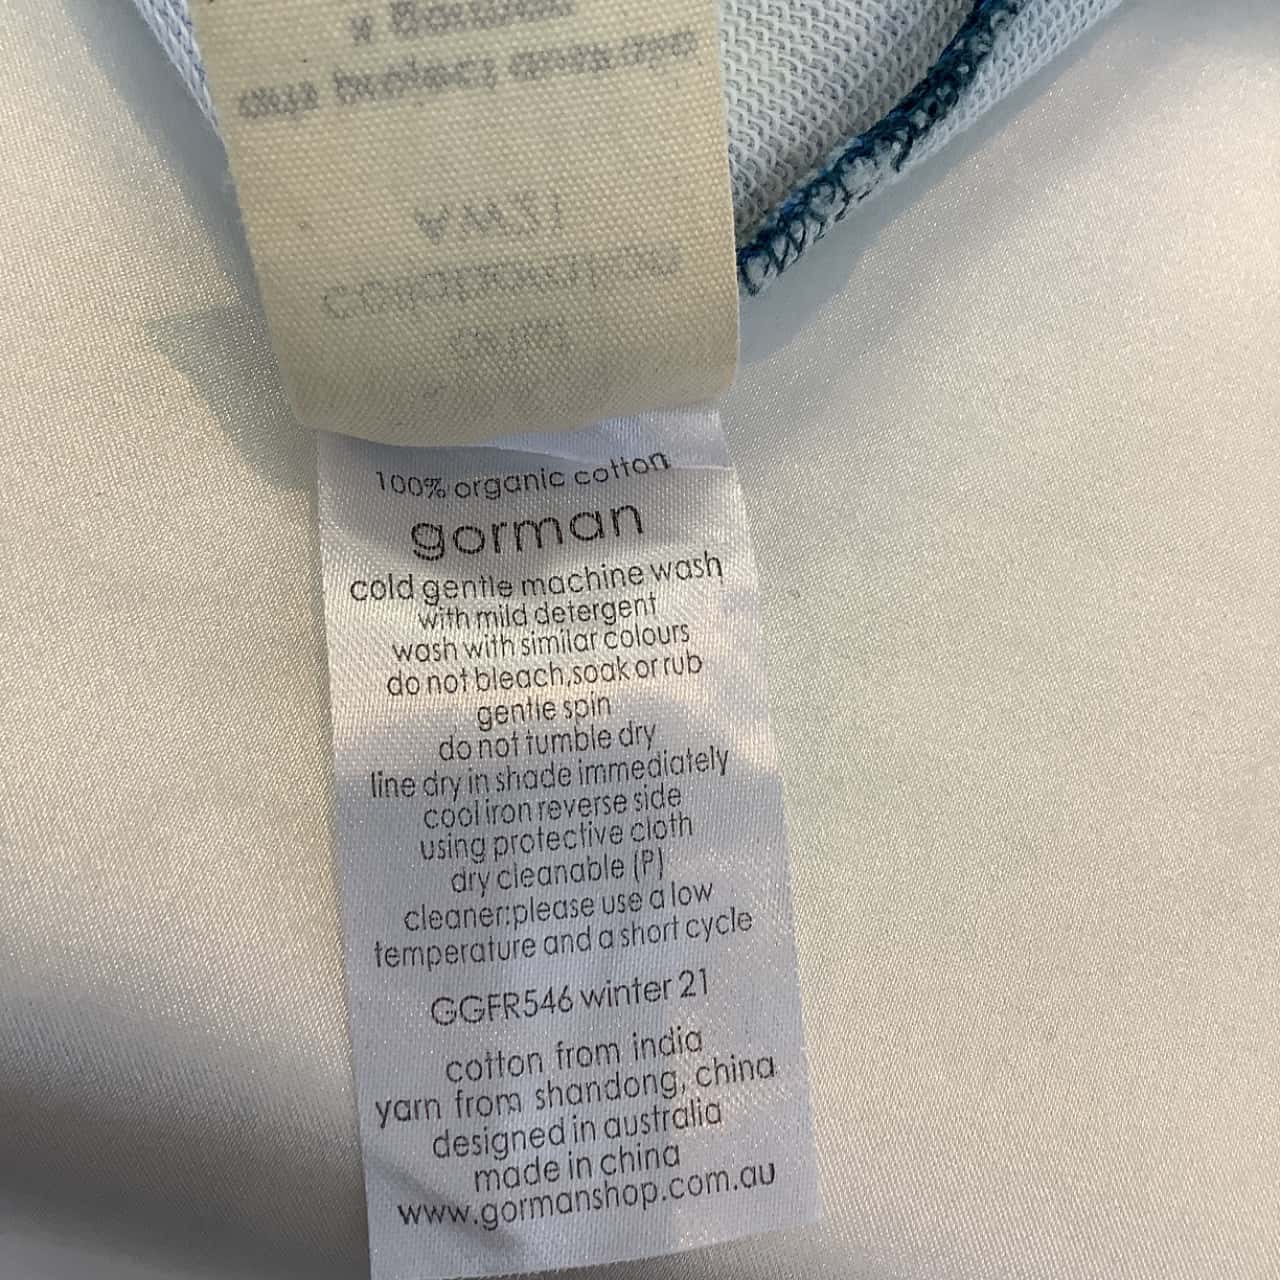 100% organic cotton
gorman
cold gentle machine wash
with mild detergent
wash with similar colours
do not bleach,soak or rub
gentle spin
do not tumble dry
line dry in shade immediately
cool iron reverse side
using protective cloth
dry cleanable (P)
cleaner:please use a low
temperature and a short cycle
GGFR546 winter 21
cotton from india
yarn from shandong, china
designed in australia
made in china
www.gormanshop.com.au